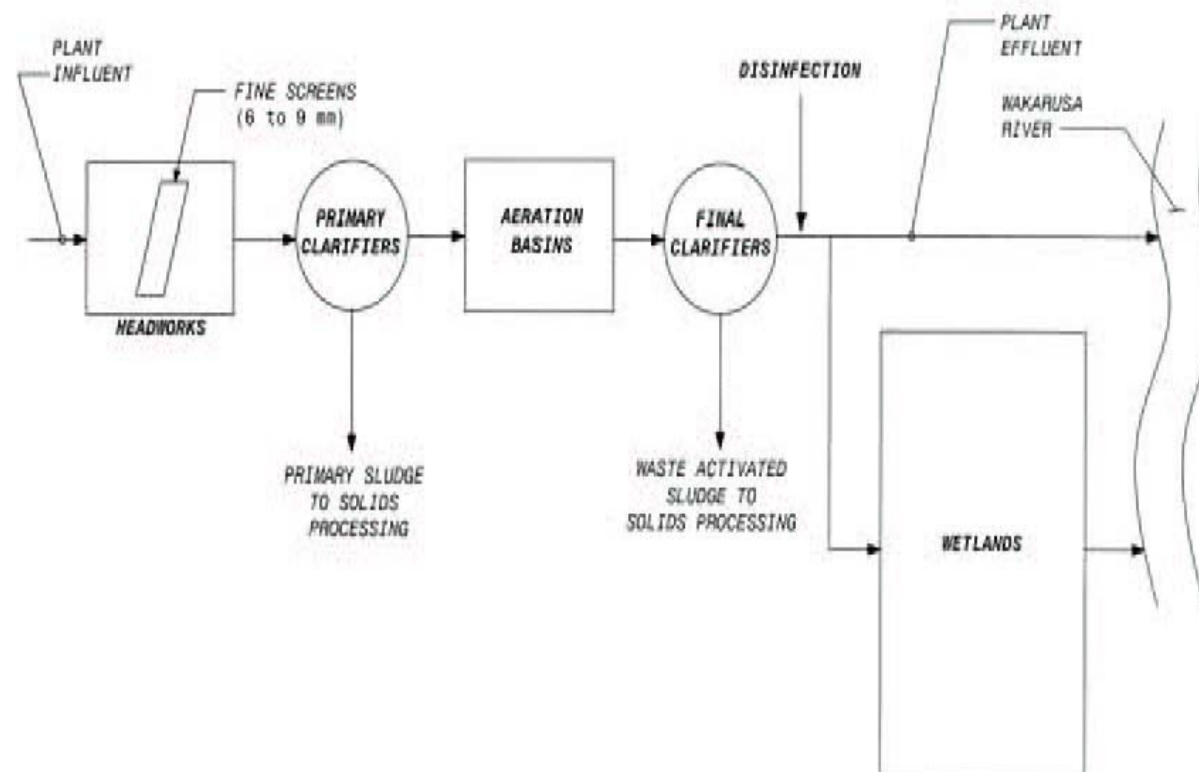 PLANT
INFLUENT
FINE SCREENS
(6 to 9 mm)
HEADWORKS
PRIMARY
CLARIFIERS
PRIMARY SLUDGE
TO SOLIDS
PROCESSING
AERATION
BASINS
FINAL
CLARIFIERS
WASTE ACTIVATED
SLUDGE TO
SOLIDS PROCESSING
DISINFECTION
PLANT
EFFLUENT
WAKARUSA
RIVER
WETLANDS